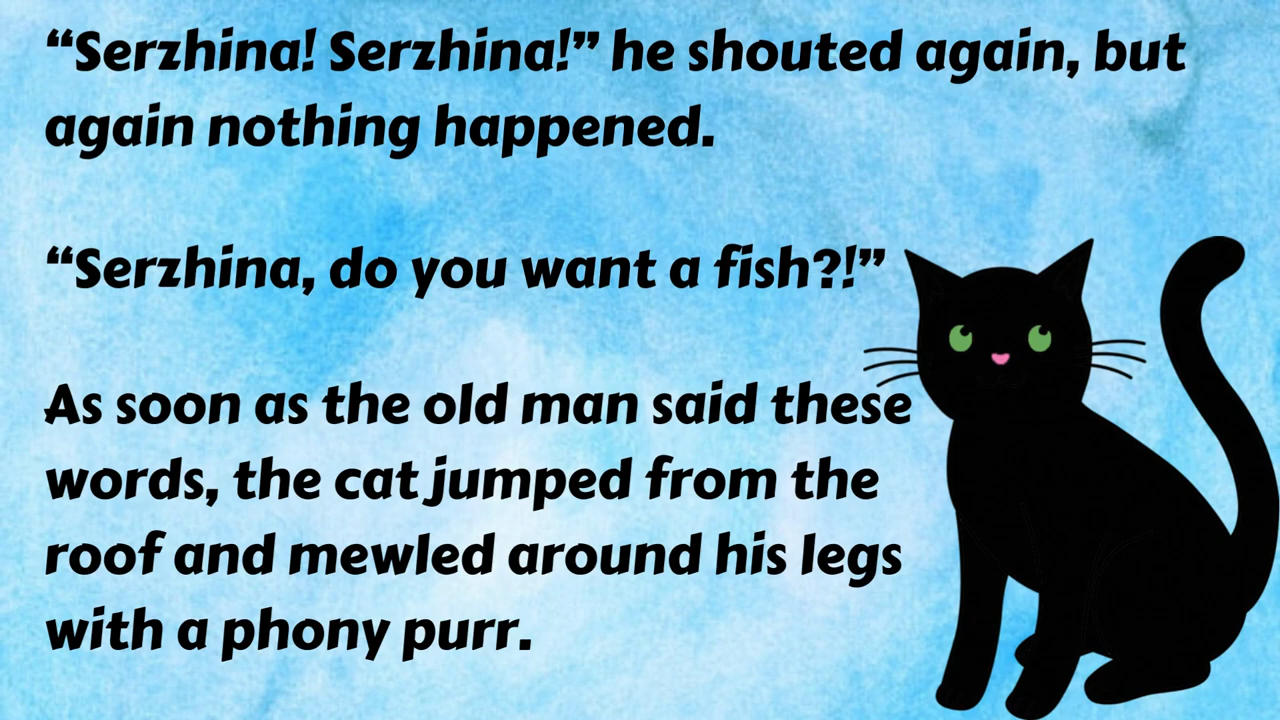 “Serzhina! Serzhina!” he shouted again, but
again nothing happened.
“Serzhina, do you want a fish?!”
As soon as the old man said these
words, the cat jumped from the
roof and mewled around his legs
with a phony purr.